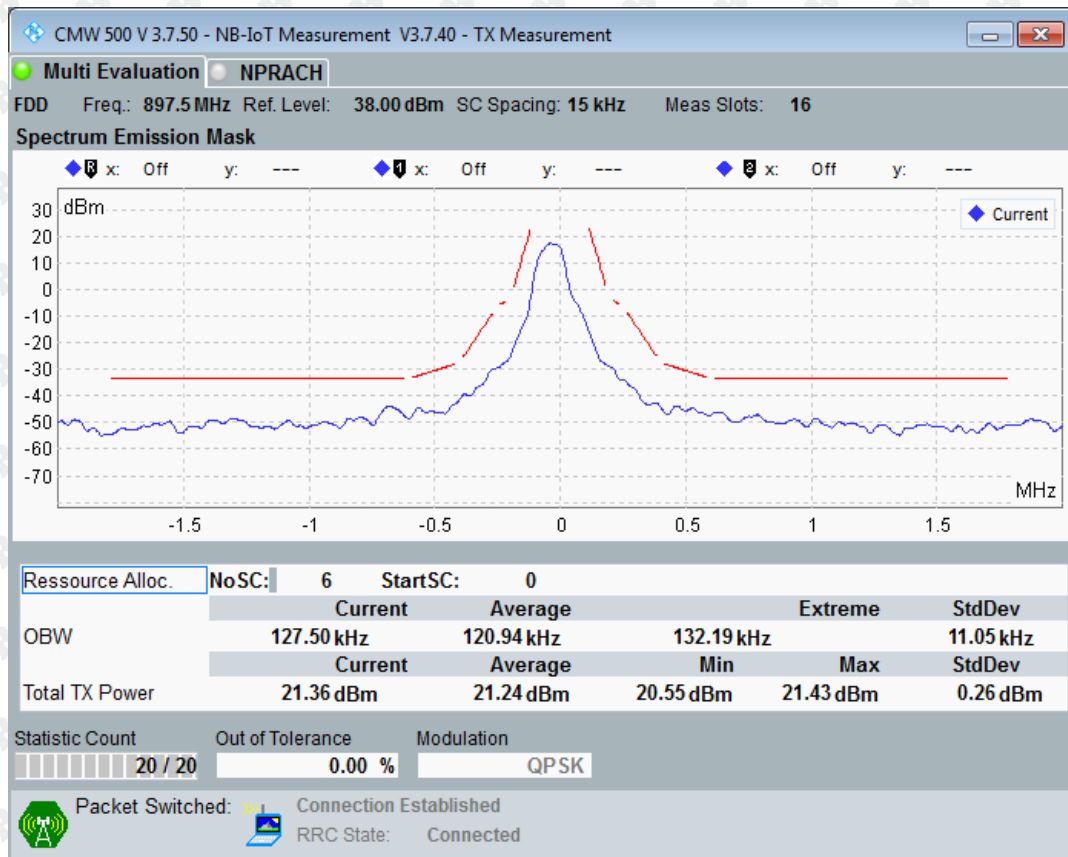 CMW 500 V 3.7.50 - NB-IoT Measurement V3.7.40 - TX Measurement
Multi Evaluation NPRACH
FDD Freq.: 897.5 MHz Ref. Level: 38.00 dBm SC Spacing: 15 kHz Meas Slots: 16
Spectrum Emission Mask
R x: Off y: --- 1 x: Off y: --- 2 x: Off y: ---
dBm
Current
30
20
10
0
-10
-20
-30
-40
-50
-60
-70
MHz
-1.5 -1 -0.5 0 0.5 1 1.5
Ressource Alloc. NoSC: 6 StartSC: 0
Current Average Extreme StdDev
OBW 127.50 kHz 120.94 kHz 132.19 kHz 11.05 kHz
Current Average Min Max StdDev
Total TX Power 21.36 dBm 21.24 dBm 20.55 dBm 21.43 dBm 0.26 dBm
Statistic Count Out of Tolerance Modulation
20 / 20 0.00 % QPSK
Packet Switched: Connection Established
RRC State: Connected